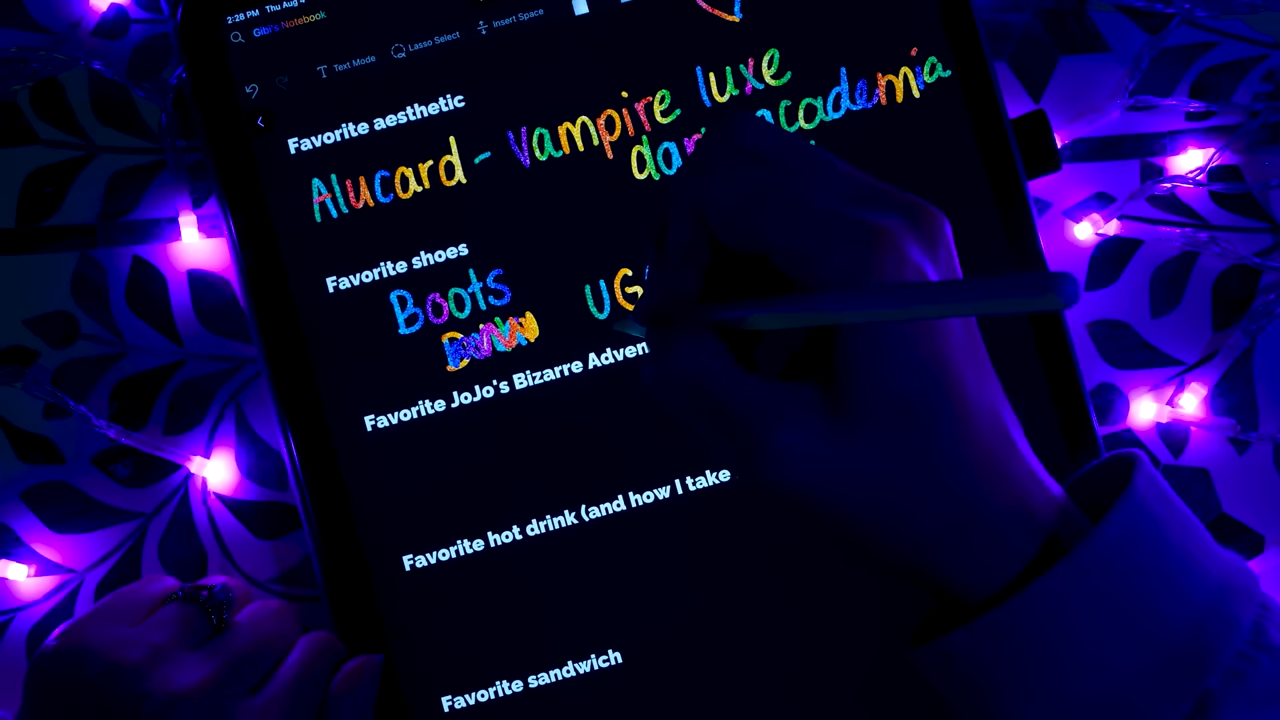 2:28 PM Thu Aug 4
Gibi's Notebook
Text Mode Lasso Select Insert Space
Favorite aesthetic
Alucard - Vampire luxe
academia
Favorite shoes
Boots UG
Favorite JoJo's Bizarre Adven
Favorite hot drink (and how I take
Favorite sandwich